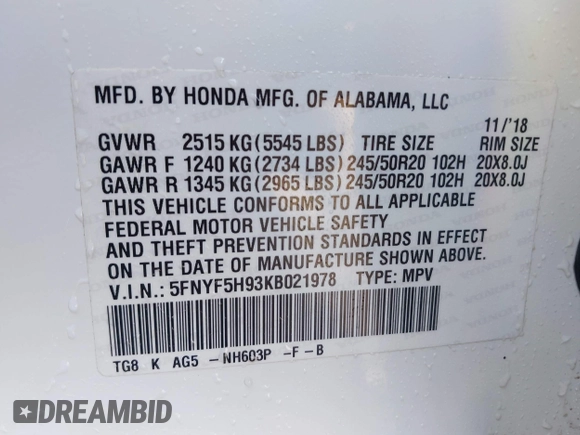 MFD. BY HONDA MFG. OF ALABAMA, LLC
11/'18
GVWR 2515 KG(5545 LBS) TIRE SIZE RIM SIZE
GAWR F 1240 KG(2734 LBS)245/50R20 102H 20X8.0J
GAWR R 1345 KG(2965 LBS)245/50R20 102H 20X8.0J
THIS VEHICLE CONFORMS TO ALL APPLICABLE
FEDERAL MOTOR VEHICLE SAFETY
AND THEFT PREVENTION STANDARDS IN EFFECT
ON THE DATE OF MANUFACTURE SHOWN ABOVE.
V.I.N.: 5FNYF5H93KB021978 TYPE: MPV
TG8 K AG5 -NH603P -F-B
DREAMBID